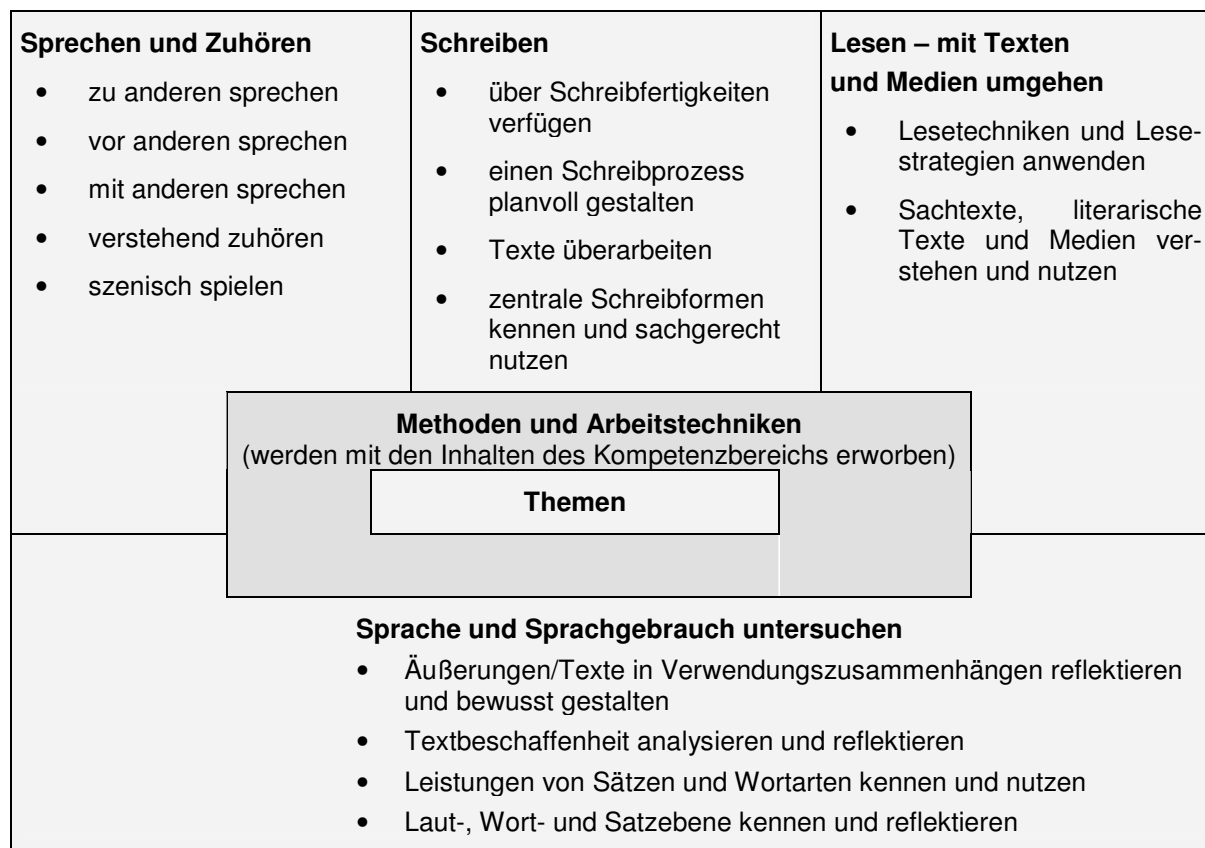 Sprechen und Zuhören
• zu anderen sprechen
• vor anderen sprechen
• mit anderen sprechen
• verstehend zuhören
• szenisch spielen
Schreiben
• über Schreibfertigkeiten
verfügen
• einen Schreibprozess
planvoll gestalten
• Texte überarbeiten
• zentrale Schreibformen
kennen und sachgerecht
nutzen
Lesen – mit Texten
und Medien umgehen
• Lesetechniken und Lese-
strategien anwenden
• Sachtexte, literarische
Texte und Medien ver-
stehen und nutzen
Methoden und Arbeitstechniken
(werden mit den Inhalten des Kompetenzbereichs erworben)
Themen
Sprache und Sprachgebrauch untersuchen
• Äußerungen/Texte in Verwendungszusammenhängen reflektieren
und bewusst gestalten
• Textbeschaffenheit analysieren und reflektieren
• Leistungen von Sätzen und Wortarten kennen und nutzen
• Laut-, Wort- und Satzebene kennen und reflektieren